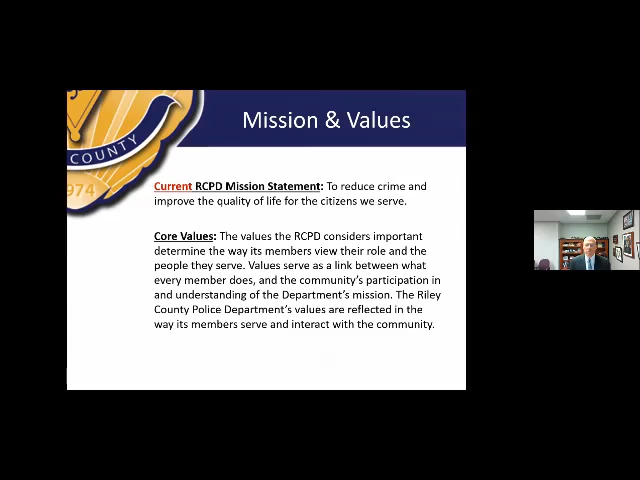 Mission & Values
COUNTY
1974
Current RCPD Mission Statement: To reduce crime and
improve the quality of life for the citizens we serve.
Core Values: The values the RCPD considers important
determine the way its members view their role and the
people they serve. Values serve as a link between what
every member does, and the community's participation in
and understanding of the Department's mission. The Riley
County Police Department's values are reflected in the
way its members serve and interact with the community.